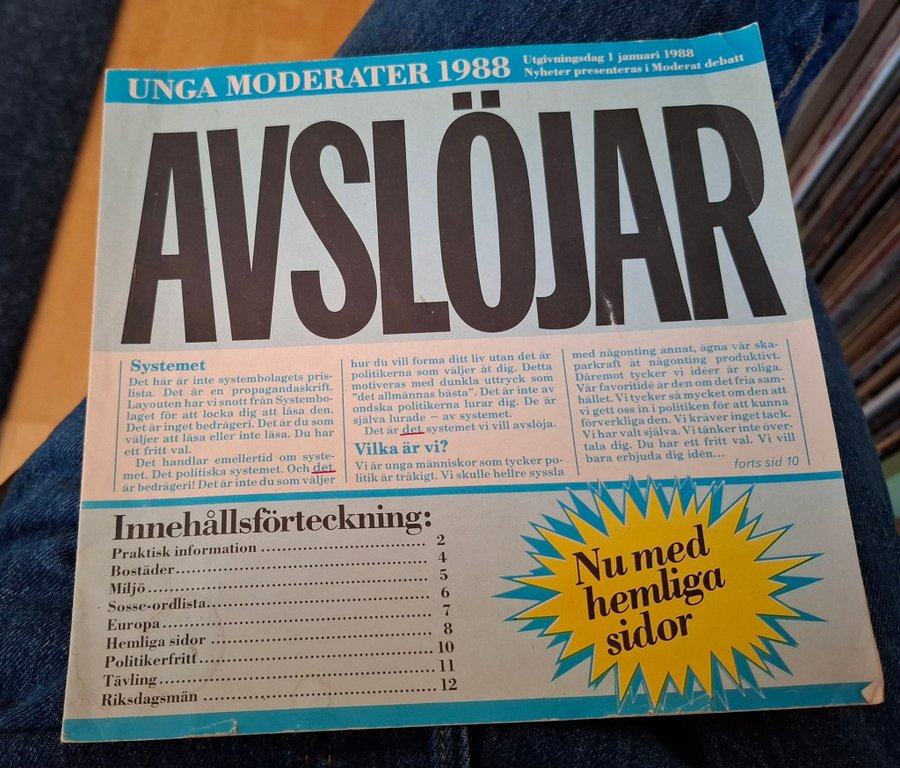 UNGA MODERATER 1988
Utgivningsdag 1 januari 1988
Nyheter presenteras i Moderat debatt
AVSLÖJAR
Systemet
Det här är inte systembolagets pris-
lista. Det är en propagandaskrift.
Layouten har vi snott från Systembo-
laget för att locka dig att läsa den.
Det är inget bedrägeri. Det är du som
väljer att läsa eller inte läsa. Du har
ett fritt val.
Det handlar emellertid om syste-
met. Det politiska systemet. Och det
är bedrägeri! Det är inte du som väljer
hur du vill forma ditt liv utan det är
politikerna som väljer åt dig. Detta
motiveras med dunkla uttryck som
"det allmännas bästa". Det är inte av
ondska politikerna lurar dig. De är
själva lurade – av systemet.
Det är det systemet vi vill avslöja.
Vilka är vi?
Vi är unga människor som tycker po-
litik är tråkigt. Vi skulle hellre syssla
med någonting annat, ägna vår ska-
parkraft åt någonting produktivt.
Däremot tycker vi idéer är roliga.
Vår favoritidé är den om det fria sam-
hället. Vi tycker så mycket om den att
vi gett oss in i politiken för att kunna
förverkliga den. Vi kräver inget tack.
Vi har valt själva. Vi tänker inte över-
tala dig. Du har ett fritt val. Vi vill
bara erbjuda dig idén...
forts sid 10
Innehållsförteckning:
Praktisk information 2
Bostäder 4
Miljö 5
Sosse-ordlista 6
Europa 7
Hemliga sidor 8
Politikerfritt 10
Tävling 11
Riksdagsmän 12
Nu med
hemliga
sidor